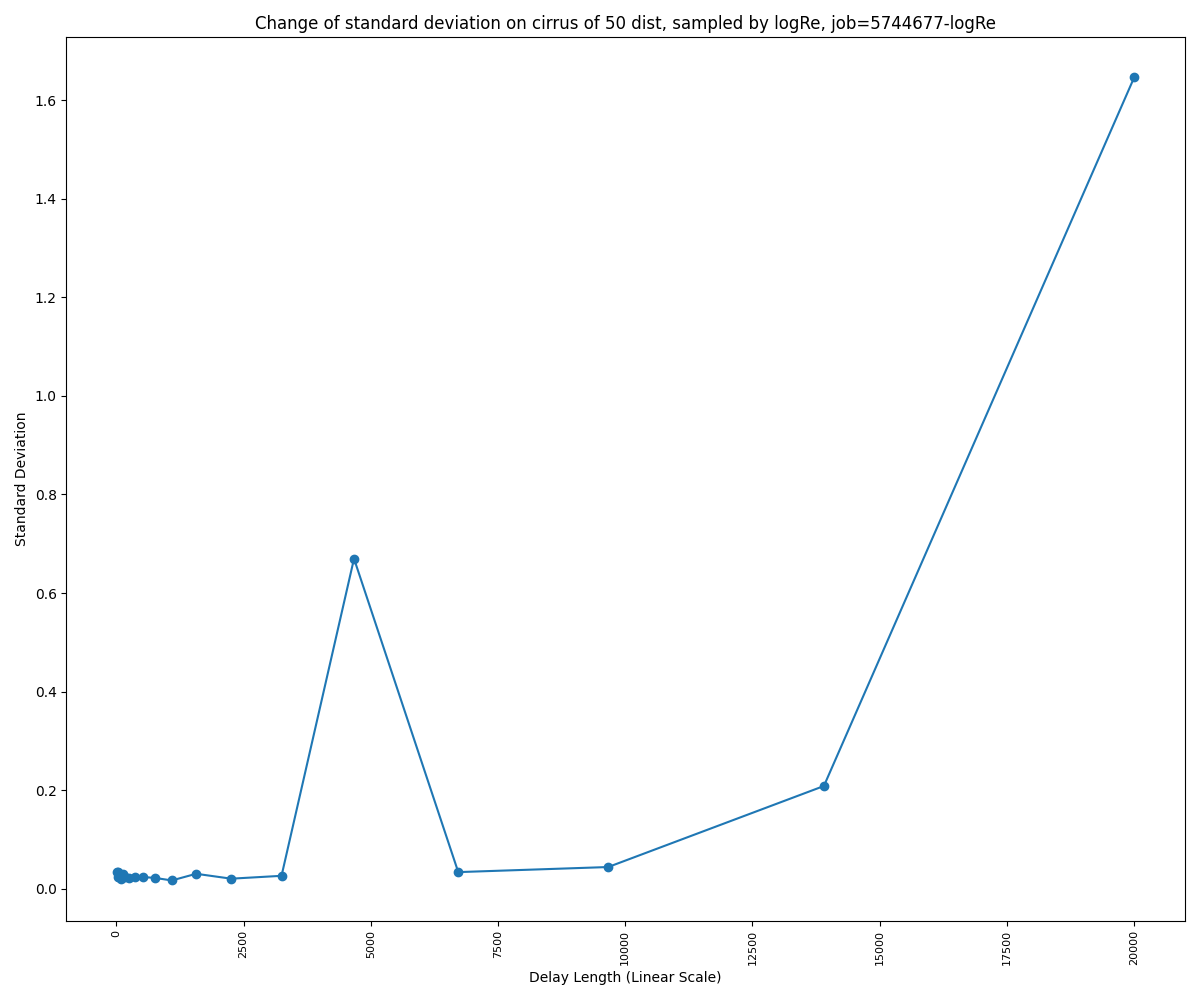 Change of standard deviation on cirrus of 50 dist, sampled by logRe, job=5744677-logRe
1.6
1.4
1.2
1.0
0.8
0.6
0.4
0.2
0.0
Standard Deviation
0 2500 5000 7500 10000 12500 15000 17500 20000
Delay Length (Linear Scale)